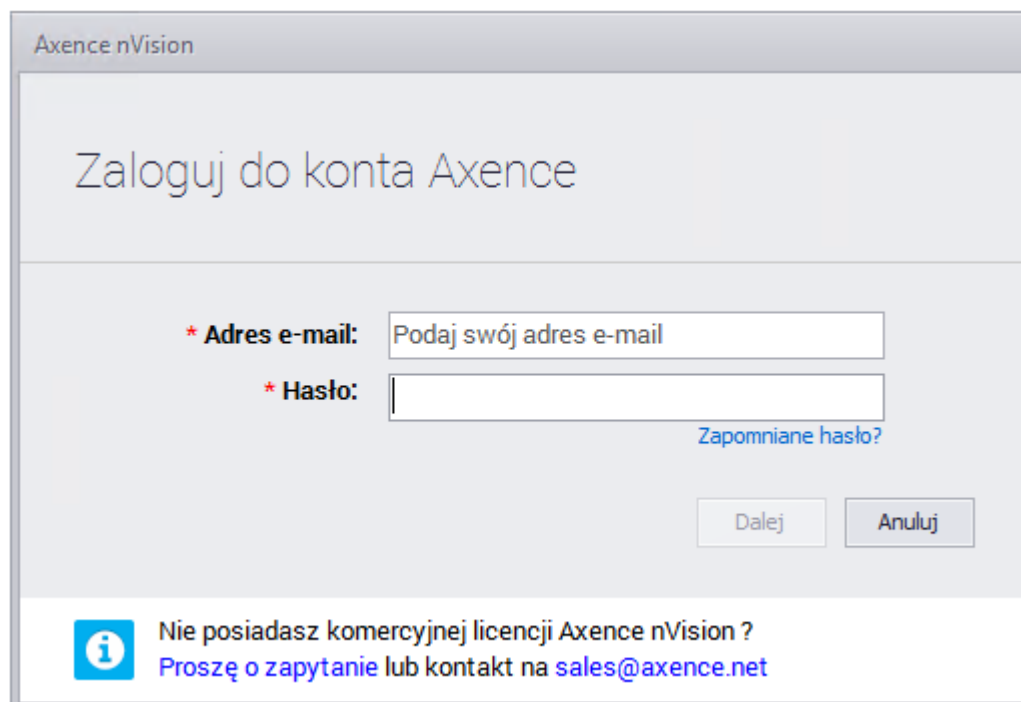 Axence nVision
Zaloguj do konta Axence
* Adres e-mail: Podaj swój adres e-mail
* Hasło:
Zapomniane hasło?
Dalej Anuluj
Nie posiadasz komercyjnej licencji Axence nVision ?
Proszę o zapytanie lub kontakt na sales@axence.net